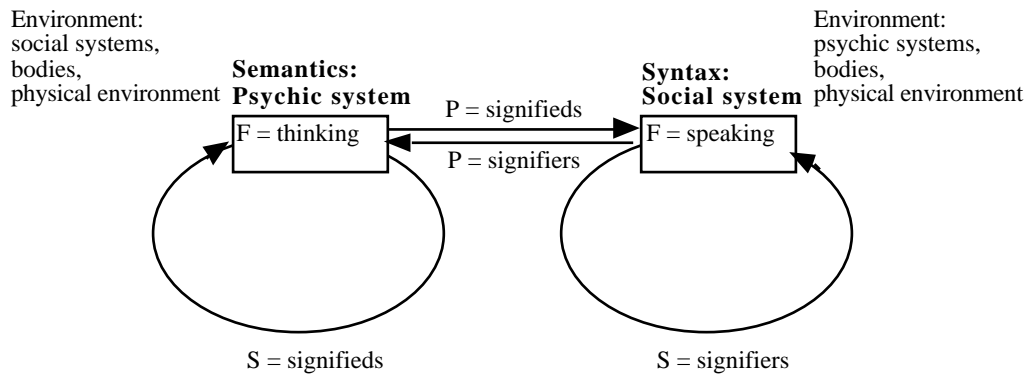 Environment:
social systems,
bodies,
physical environment
Semantics:
Psychic system
F = thinking
P = signifieds
P = signifiers
Syntax:
Social system
F = speaking
Environment:
psychic systems,
bodies,
physical environment
S = signifieds
S = signifiers